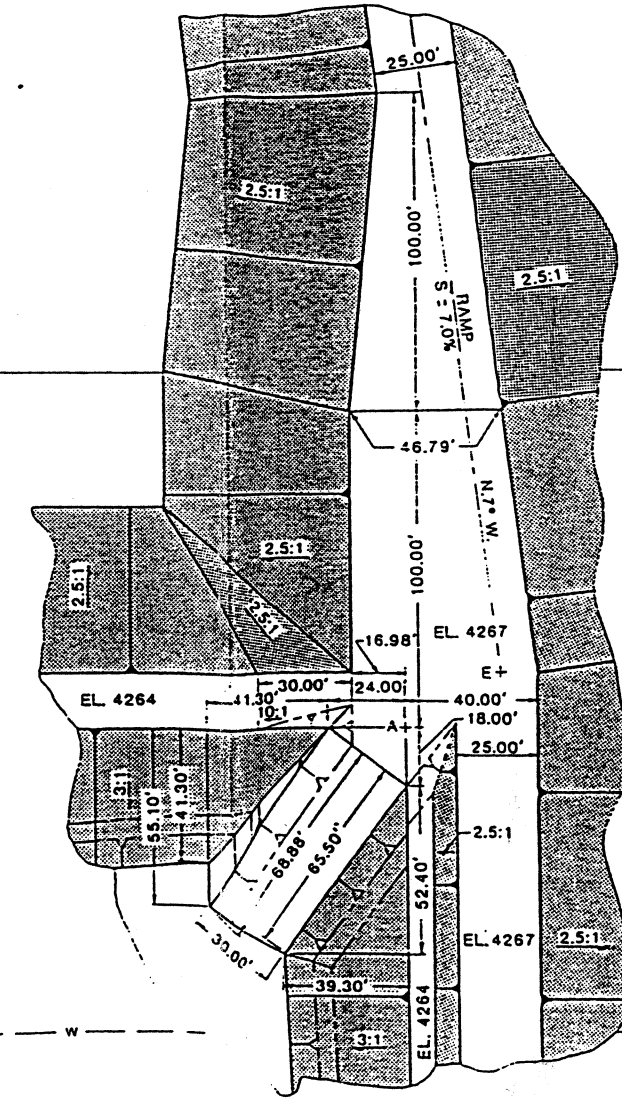 25.00'
2.5:1
100.00'
2.5:1
RAMP
S = 7.0%
46.79'
N.7° W.
2.5:1
2.5:1
2.5:1
100.00'
16.98'
EL. 4267
E+
30.00'
24.00'
EL. 4264
41.30'
40.00'
10:1
A
18.00'
25.00'
3:1
55.10'
41.30'
68.88'
65.50'
2.5:1
52.40'
30.00'
EL. 4267
2.5:1
39.30'
EL. 4264
3:1
W